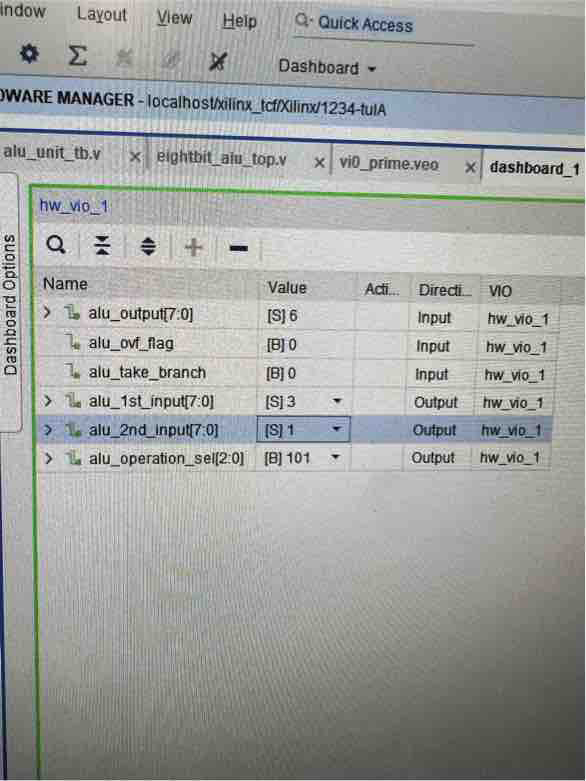 indow Layout View Help Quick Access
Dashboard
DWARE MANAGER - localhost/xilinx_tcf/Xilinx/1234-tulA
alu_unit_tb.v × eightbit_alu_top.v × vi0_prime.veo × dashboard_1
Dashboard Options
hw_vio_1
Name Value Acti... Directi... VIO
alu_output[7:0] [S] 6 Input hw_vio_1
alu_ovf_flag [B] 0 Input hw_vio_1
alu_take_branch [B] 0 Input hw_vio_1
alu_1st_input[7:0] [S] 3 Output hw_vio_1
alu_2nd_input[7:0] [S] 1 Output hw_vio_1
alu_operation_sel[2:0] [B] 101 Output hw_vio_1